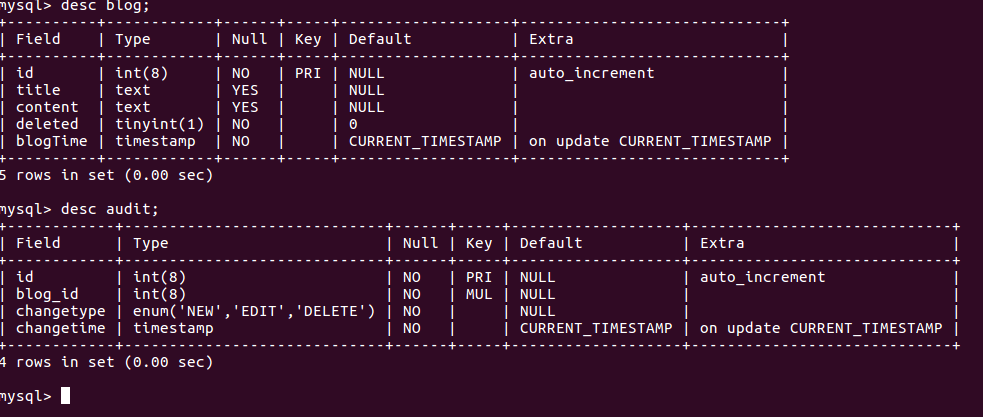 mysql> desc blog;
+-----------+------------+------+-----+-------------------+-----------------------------+
| Field     | Type       | Null | Key | Default           | Extra                       |
+-----------+------------+------+-----+-------------------+-----------------------------+
| id        | int(8)     | NO   | PRI | NULL              | auto_increment              |
| title     | text       | YES  |     | NULL              |                             |
| content   | text       | YES  |     | NULL              |                             |
| deleted   | tinyint(1) | NO   |     | 0                 |                             |
| blogTime  | timestamp  | NO   |     | CURRENT_TIMESTAMP | on update CURRENT_TIMESTAMP |
+-----------+------------+------+-----+-------------------+-----------------------------+
5 rows in set (0.00 sec)
mysql> desc audit;
+------------+-----------------------------+------+-----+-------------------+-----------------------------+
| Field      | Type                        | Null | Key | Default           | Extra                       |
+------------+-----------------------------+------+-----+-------------------+-----------------------------+
| id         | int(8)                      | NO   | PRI | NULL              | auto_increment              |
| blog_id    | int(8)                      | NO   | MUL | NULL              |                             |
| changetype | enum('NEW','EDIT','DELETE') | NO   |     | NULL              |                             |
| changetime | timestamp                   | NO   |     | CURRENT_TIMESTAMP | on update CURRENT_TIMESTAMP |
+------------+-----------------------------+------+-----+-------------------+-----------------------------+
4 rows in set (0.00 sec)
mysql>